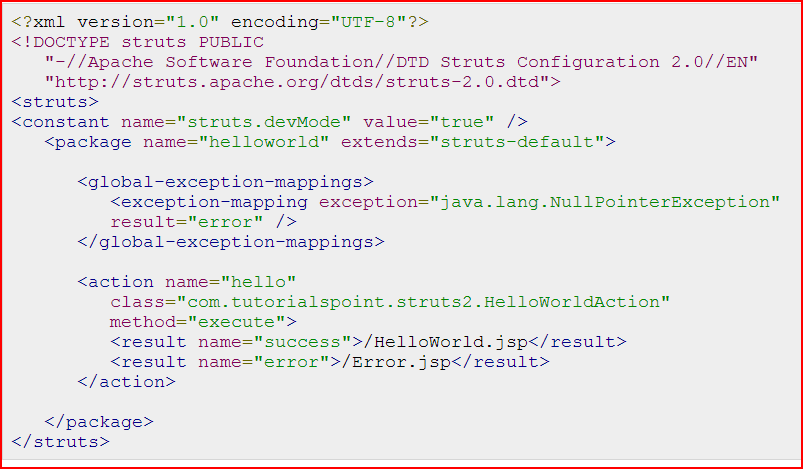 <?xml version="1.0" encoding="UTF-8"?>
<!DOCTYPE struts PUBLIC
   "-//Apache Software Foundation//DTD Struts Configuration 2.0//EN"
   "http://struts.apache.org/dtds/struts-2.0.dtd">
<struts>
<constant name="struts.devMode" value="true" />
   <package name="helloworld" extends="struts-default">

      <global-exception-mappings>
         <exception-mapping exception="java.lang.NullPointerException"
         result="error" />
      </global-exception-mappings>

      <action name="hello"
         class="com.tutorialspoint.struts2.HelloWorldAction"
         method="execute">
         <result name="success">/HelloWorld.jsp</result>
         <result name="error">/Error.jsp</result>
      </action>

   </package>
</struts>